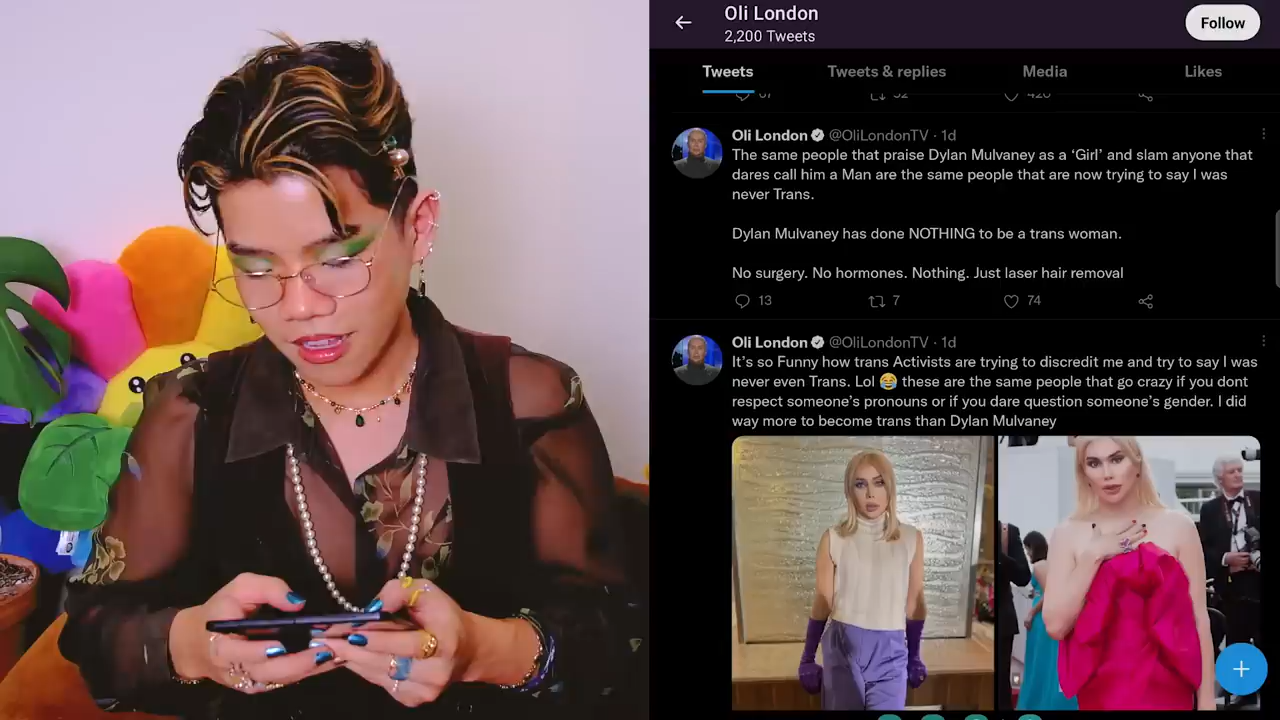 Oli London
2,200 Tweets
Follow
Tweets
Tweets & replies
Media
Likes
Oli London @OliLondonTV · 1d
The same people that praise Dylan Mulvaney as a ‘Girl’ and slam anyone that
dares call him a Man are the same people that are now trying to say I was
never Trans.
Dylan Mulvaney has done NOTHING to be a trans woman.
No surgery. No hormones. Nothing. Just laser hair removal
13
7
74
Oli London @OliLondonTV · 1d
It’s so Funny how trans Activists are trying to discredit me and try to say I was
never even Trans. Lol 😂 these are the same people that go crazy if you dont
respect someone’s pronouns or if you dare question someone’s gender. I did
way more to become trans than Dylan Mulvaney